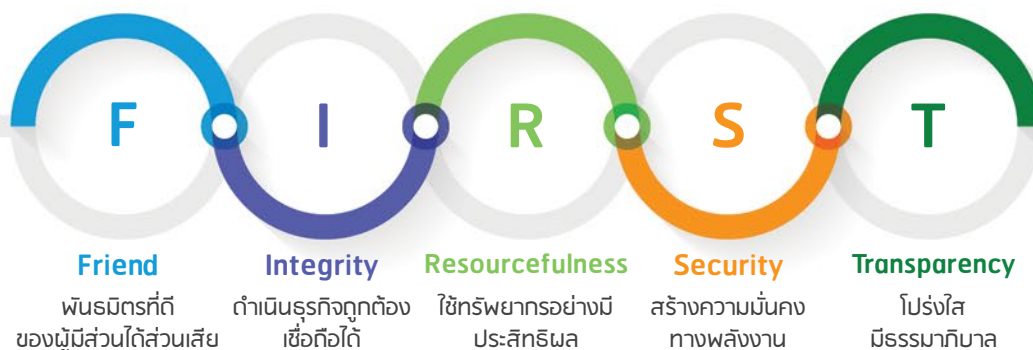 F I R S T
Friend Integrity Resourcefulness Security Transparency
พันธมิตรที่ดี ดำเนินธุรกิจถูกต้อง ใช้ทรัพยากรอย่างมี สร้างความมั่นคง โปร่งใส
ของผู้มีส่วนได้ส่วนเสีย เชื่อถือได้ ประสิทธิผล ทางพลังงาน มีธรรมาภิบาล